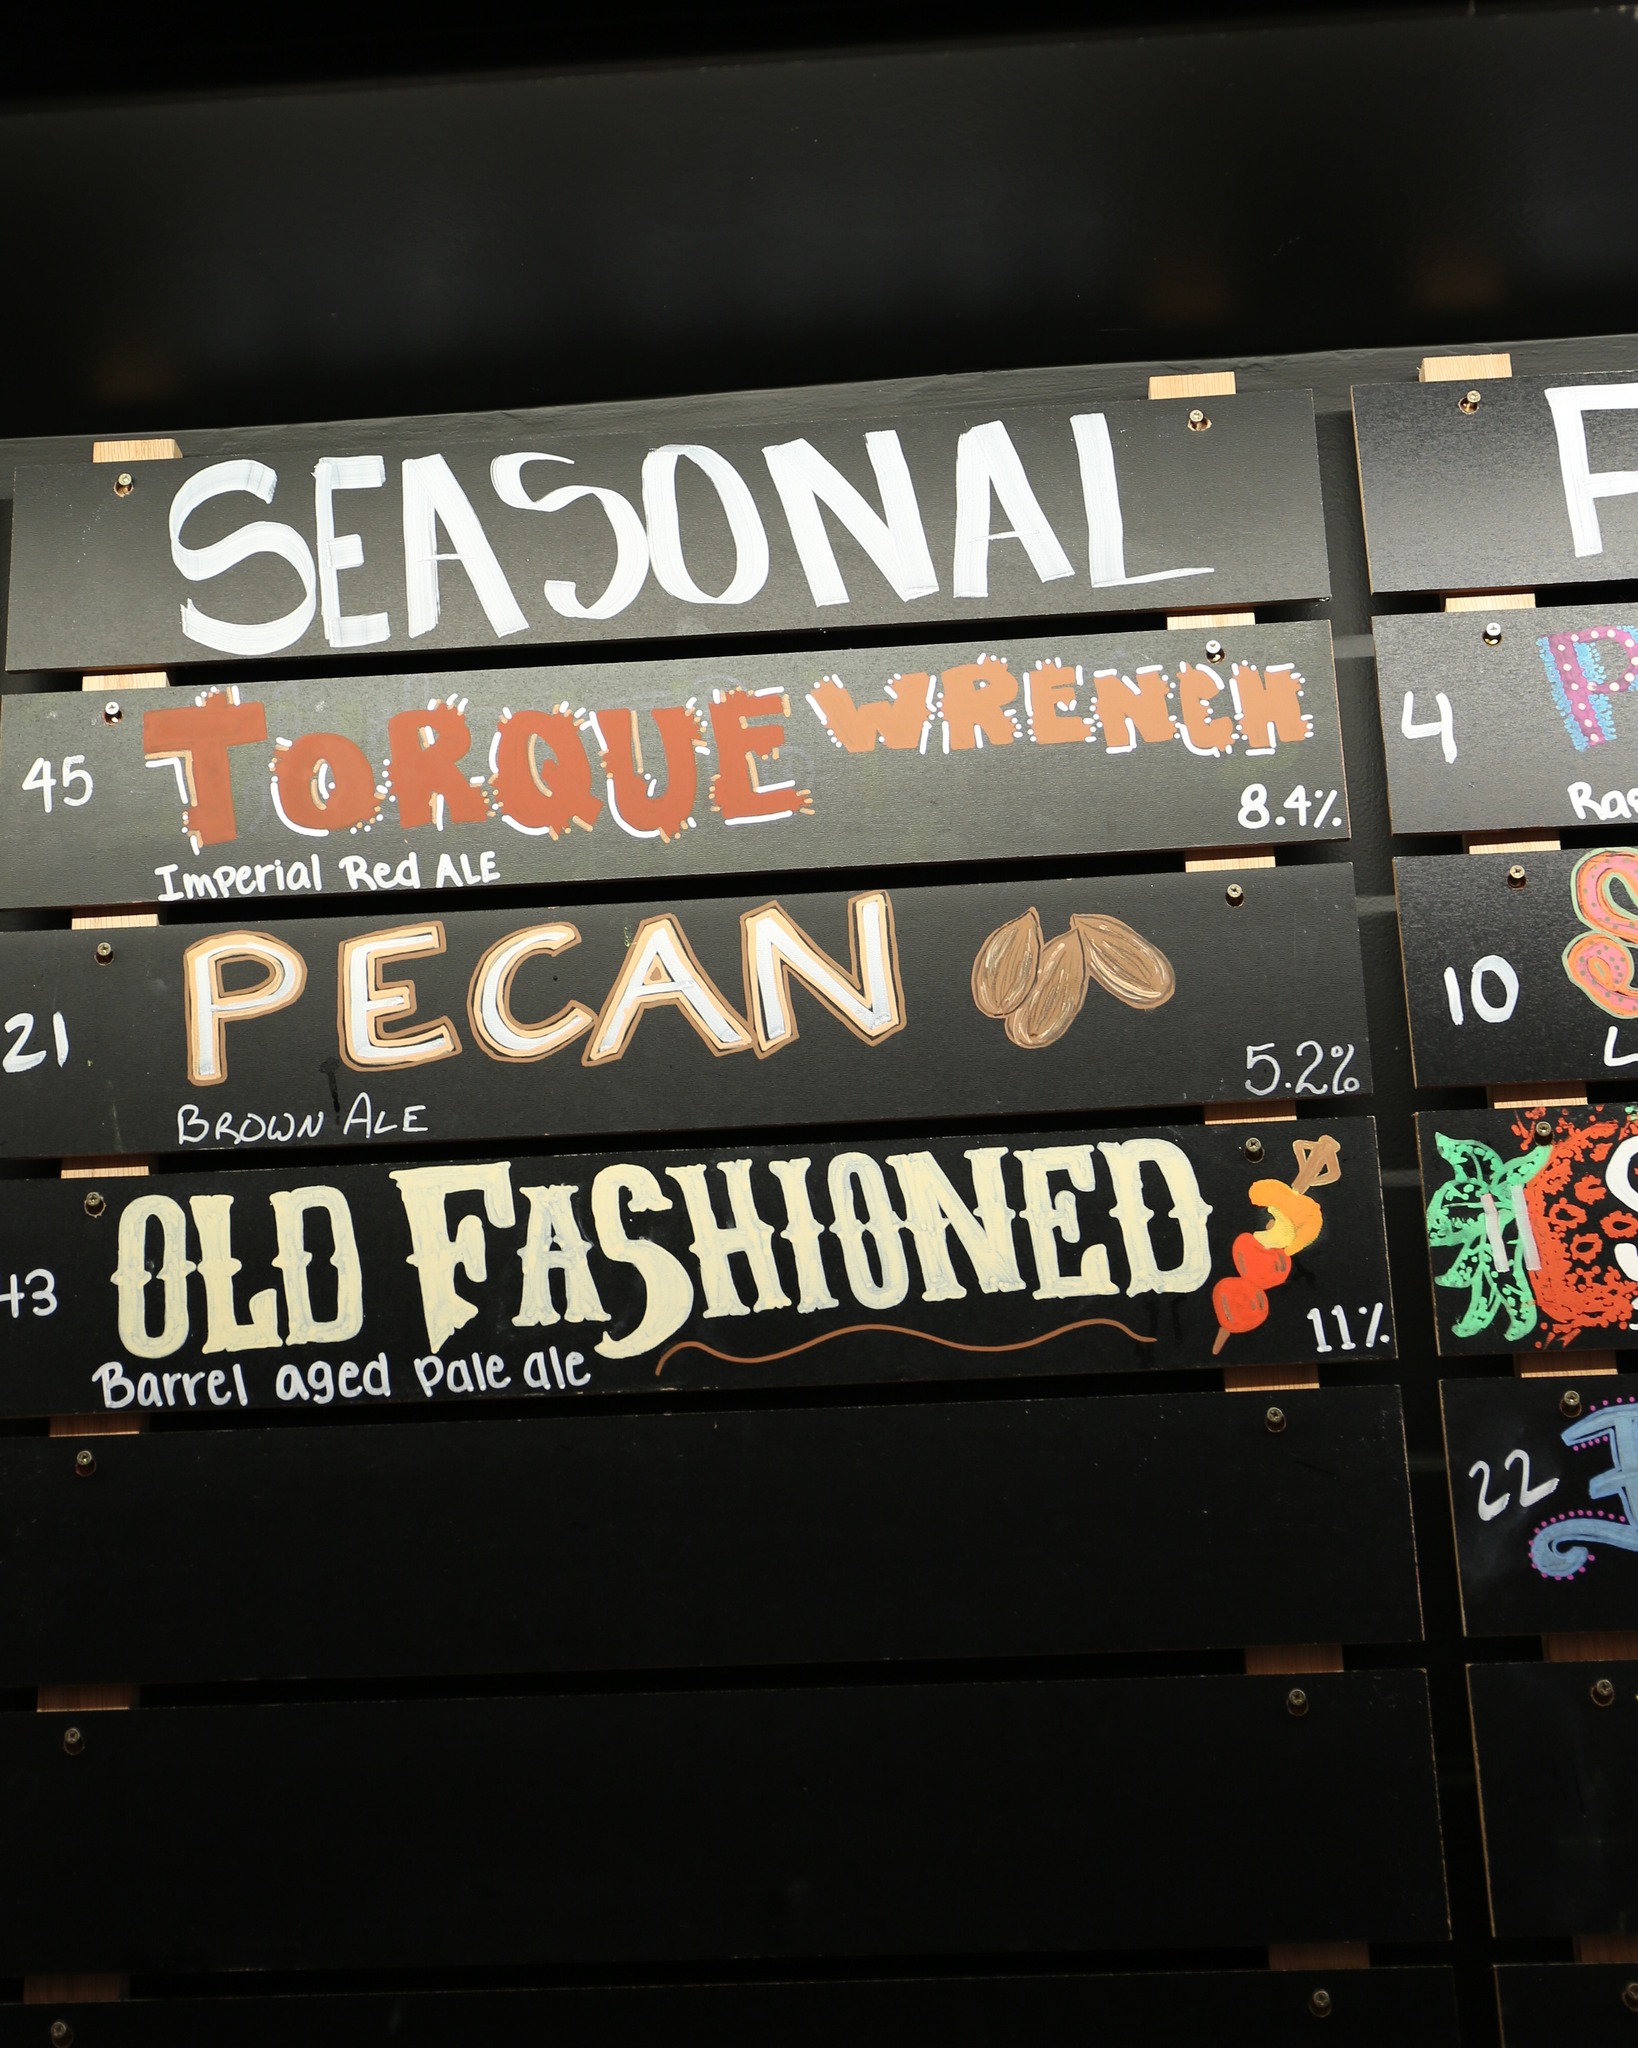 SEASONAL
45 TORQUE WRENCH
8.4%
Imperial Red ALE
21 PECAN
5.2%
BROWN ALE
OLD FASHIONED
11%
Barrel aged pale ale
4
10
11
22